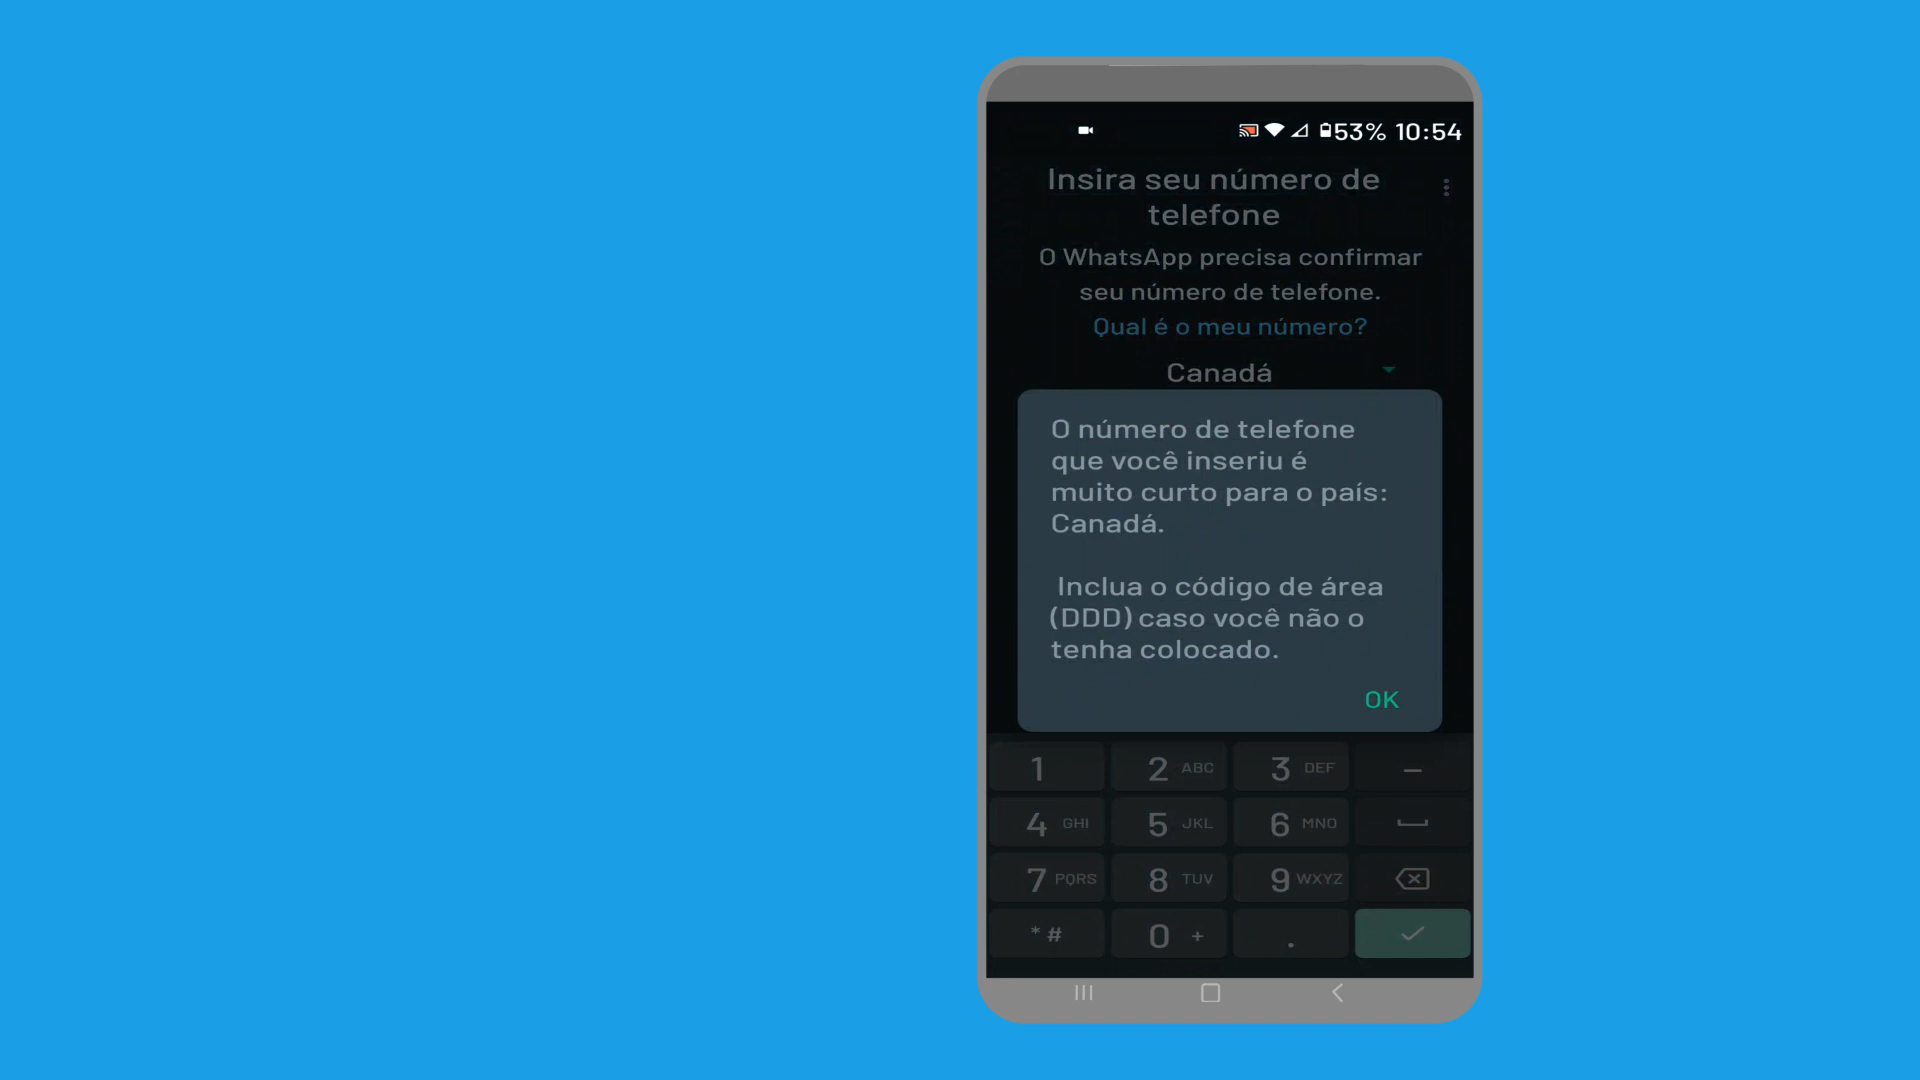 53% 10:54
Insira seu número de
telefone
O WhatsApp precisa confirmar
seu número de telefone.
Qual é o meu número?
Canadá
O número de telefone
que você inseriu é
muito curto para o país:
Canadá.
Inclua o código de área
(DDD) caso você não o
tenha colocado.
OK
1 2 ABC 3 DEF –
4 GHI 5 JKL 6 MNO
7 PQRS 8 TUV 9 WXYZ
* # 0 + .